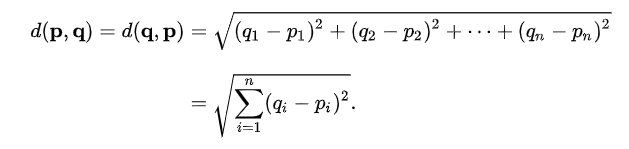 d(𝐩, 𝐪) = d(𝐪, 𝐩) = √((q₁ − p₁)² + (q₂ − p₂)² + ⋯ + (qₙ − pₙ)²)
= √(∑ᵢ₌₁ⁿ (qᵢ − pᵢ)²).